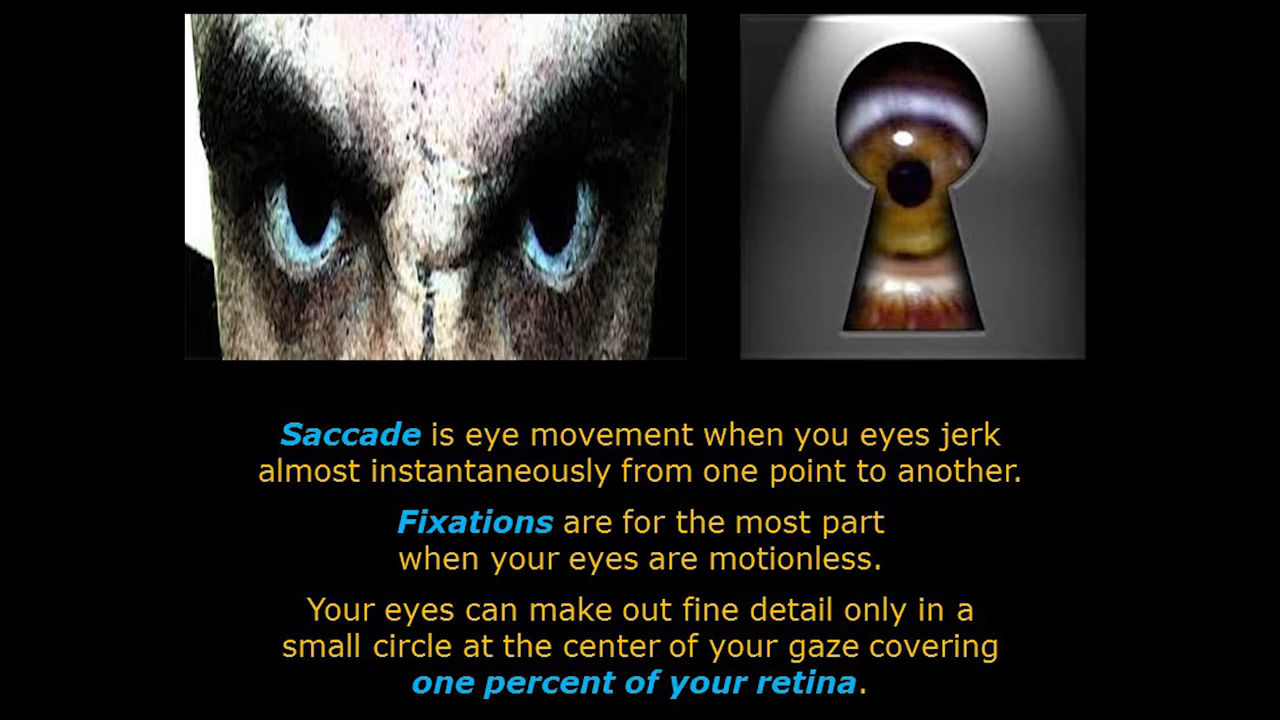 Saccade is eye movement when you eyes jerk
almost instantaneously from one point to another.
Fixations are for the most part
when your eyes are motionless.
Your eyes can make out fine detail only in a
small circle at the center of your gaze covering
one percent of your retina.